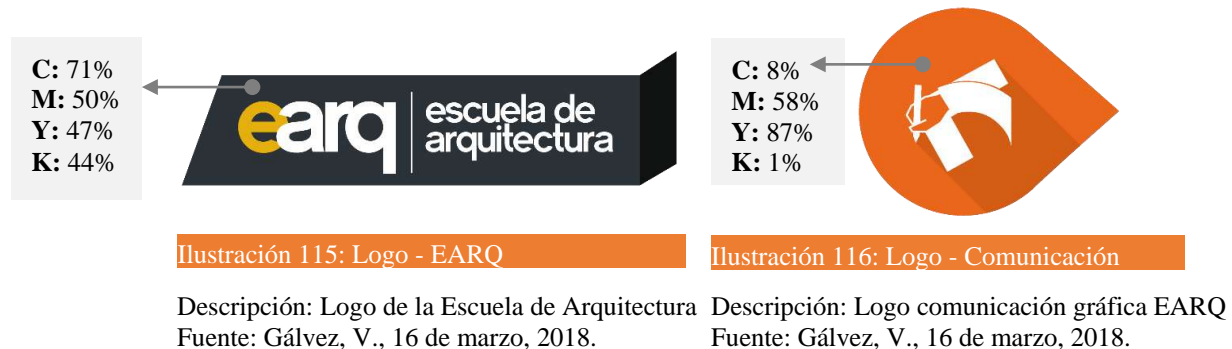 C: 71%
M: 50%
Y: 47%
K: 44%
earq
escuela de
arquitectura
C: 8%
M: 58%
Y: 87%
K: 1%
Ilustración 115: Logo - EARQ
Descripción: Logo de la Escuela de Arquitectura
Fuente: Gálvez, V., 16 de marzo, 2018.
Ilustración 116: Logo - Comunicación
Descripción: Logo comunicación gráfica EARQ
Fuente: Gálvez, V., 16 de marzo, 2018.